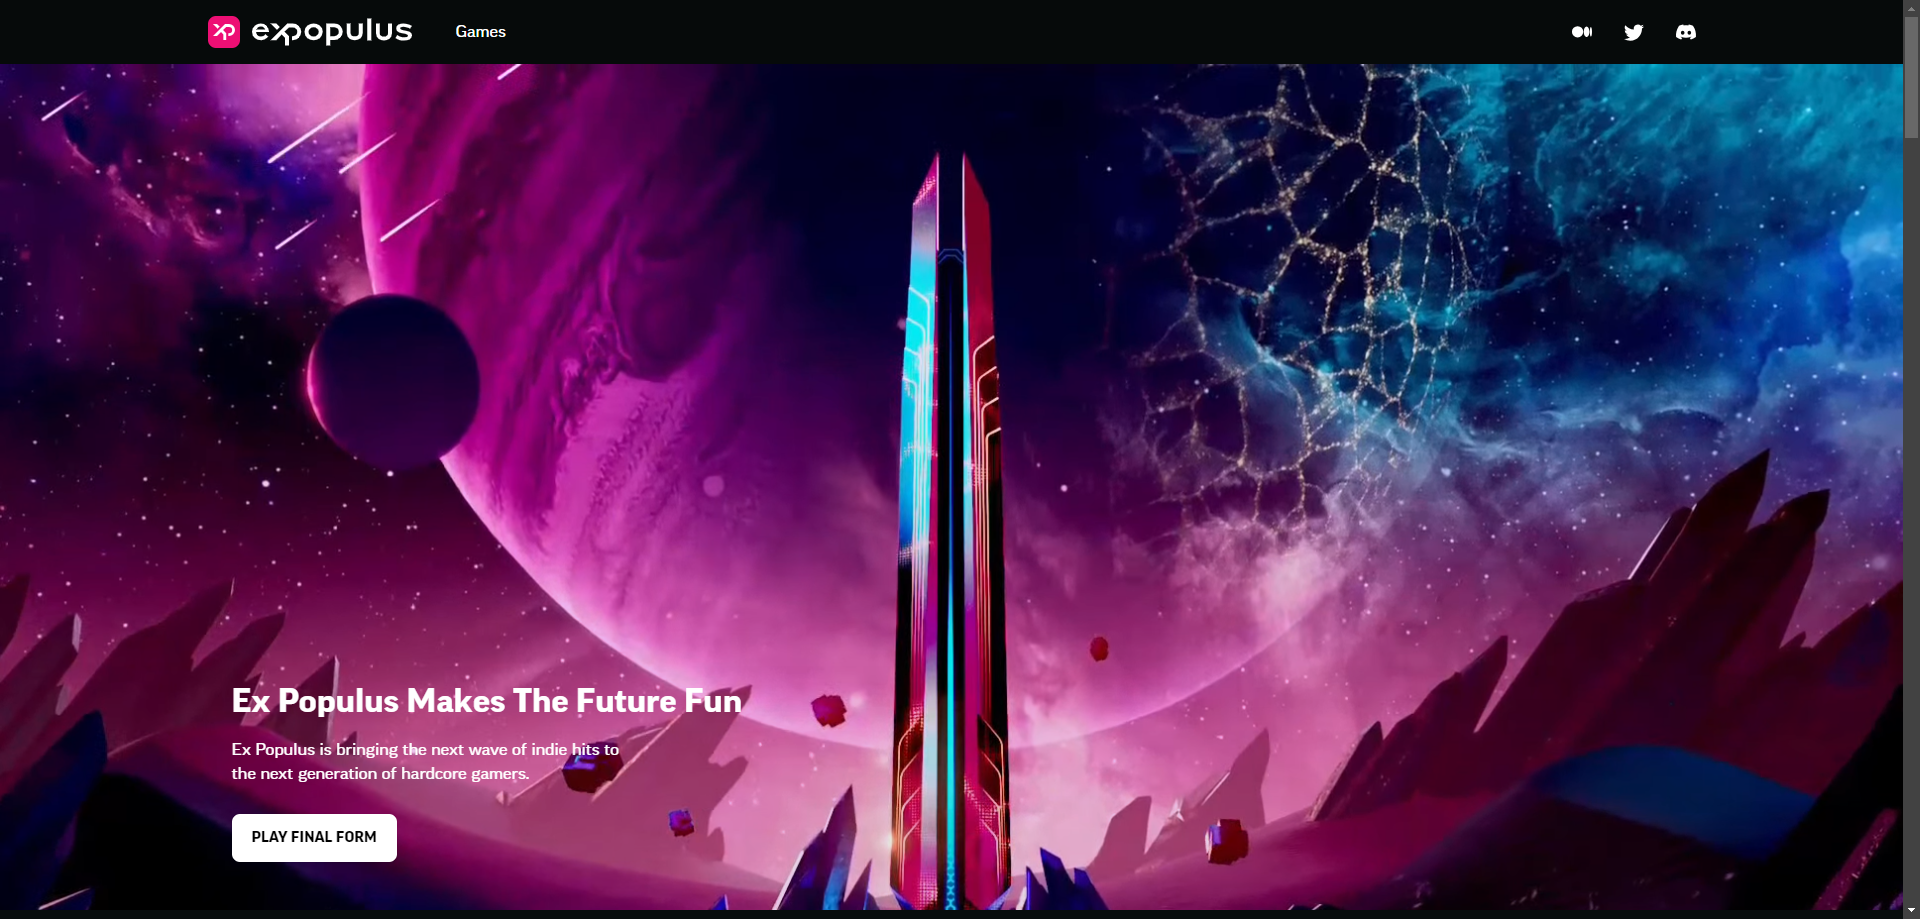 expopulus
Games
Ex Populus Makes The Future Fun
Ex Populus is bringing the next wave of indie hits to
the next generation of hardcore gamers.
PLAY FINAL FORM